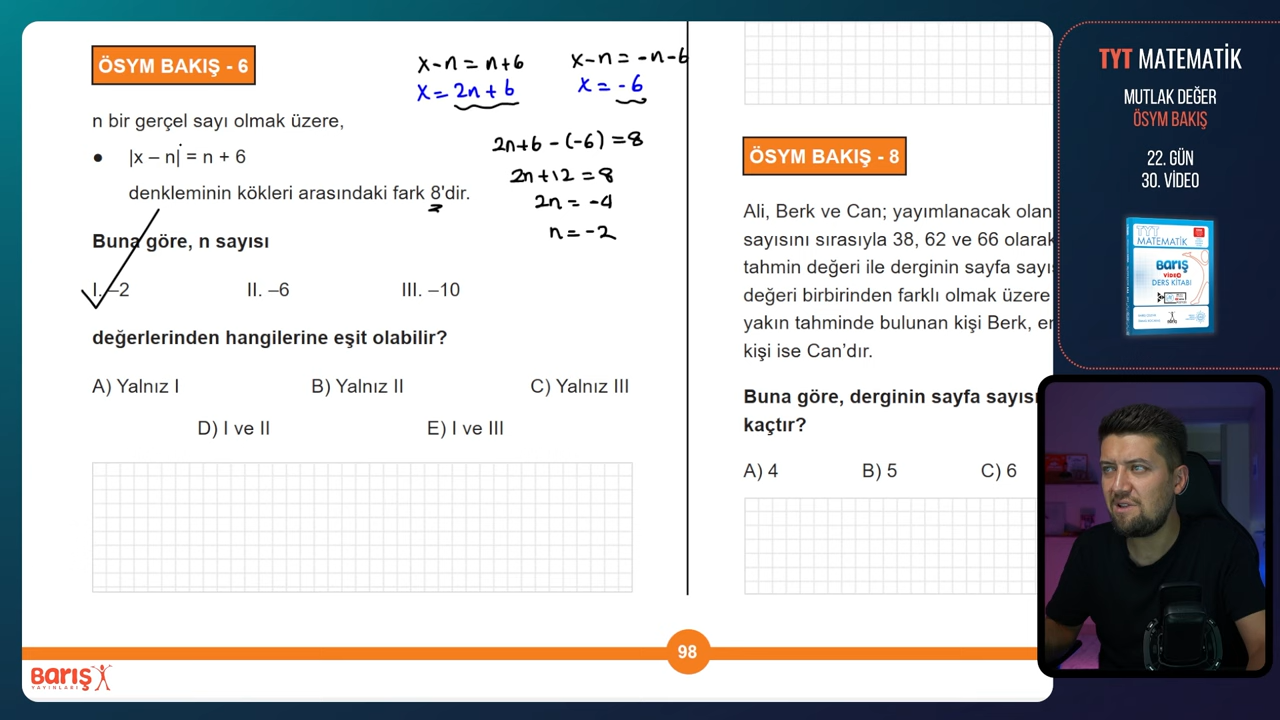 ÖSYM BAKIŞ - 6
x-n = n+6
x = 2n + 6
x-n = -n-6
x = -6
n bir gerçel sayı olmak üzere,
● |x – n| = n + 6
denkleminin kökleri arasındaki fark 8'dir.
2n+6 - (-6) = 8
2n + 12 = 8
2n = -4
n = -2
Buna göre, n sayısı
I. –2 II. –6 III. –10
değerlerinden hangilerine eşit olabilir?
A) Yalnız I B) Yalnız II C) Yalnız III
D) I ve II E) I ve III
ÖSYM BAKIŞ - 8
Ali, Berk ve Can; yayımlanacak olan
sayısını sırasıyla 38, 62 ve 66 olarak
tahmin değeri ile derginin sayfa sayı
değeri birbirinden farklı olmak üzere
yakın tahminde bulunan kişi Berk, en
kişi ise Can'dır.
Buna göre, derginin sayfa sayısı
kaçtır?
A) 4 B) 5 C) 6
98
BARIŞ
YAYINLARI
TYT MATEMATİK
MUTLAK DEĞER
ÖSYM BAKIŞ
22. GÜN
30. VİDEO
TYT
MATEMATİK
BARIŞ
VİDEO
DERS KİTABI